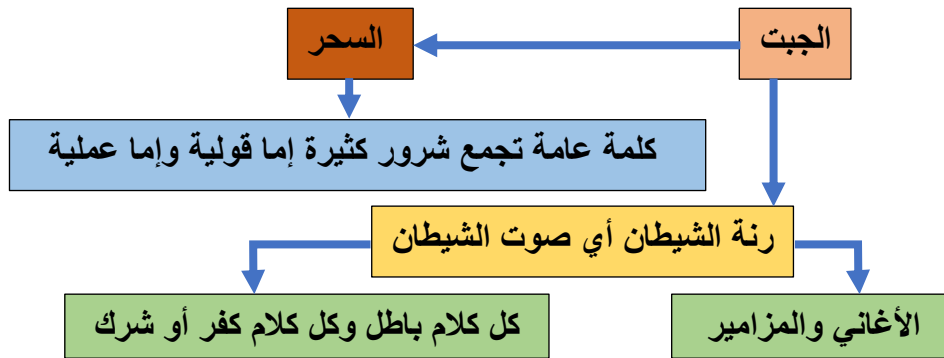 الجبت
السحر
كلمة عامة تجمع شرور كثيرة إما قولية وإما عملية
رنة الشيطان أي صوت الشيطان
الأغاني والمزامير
كل كلام باطل وكل كلام كفر أو شرك